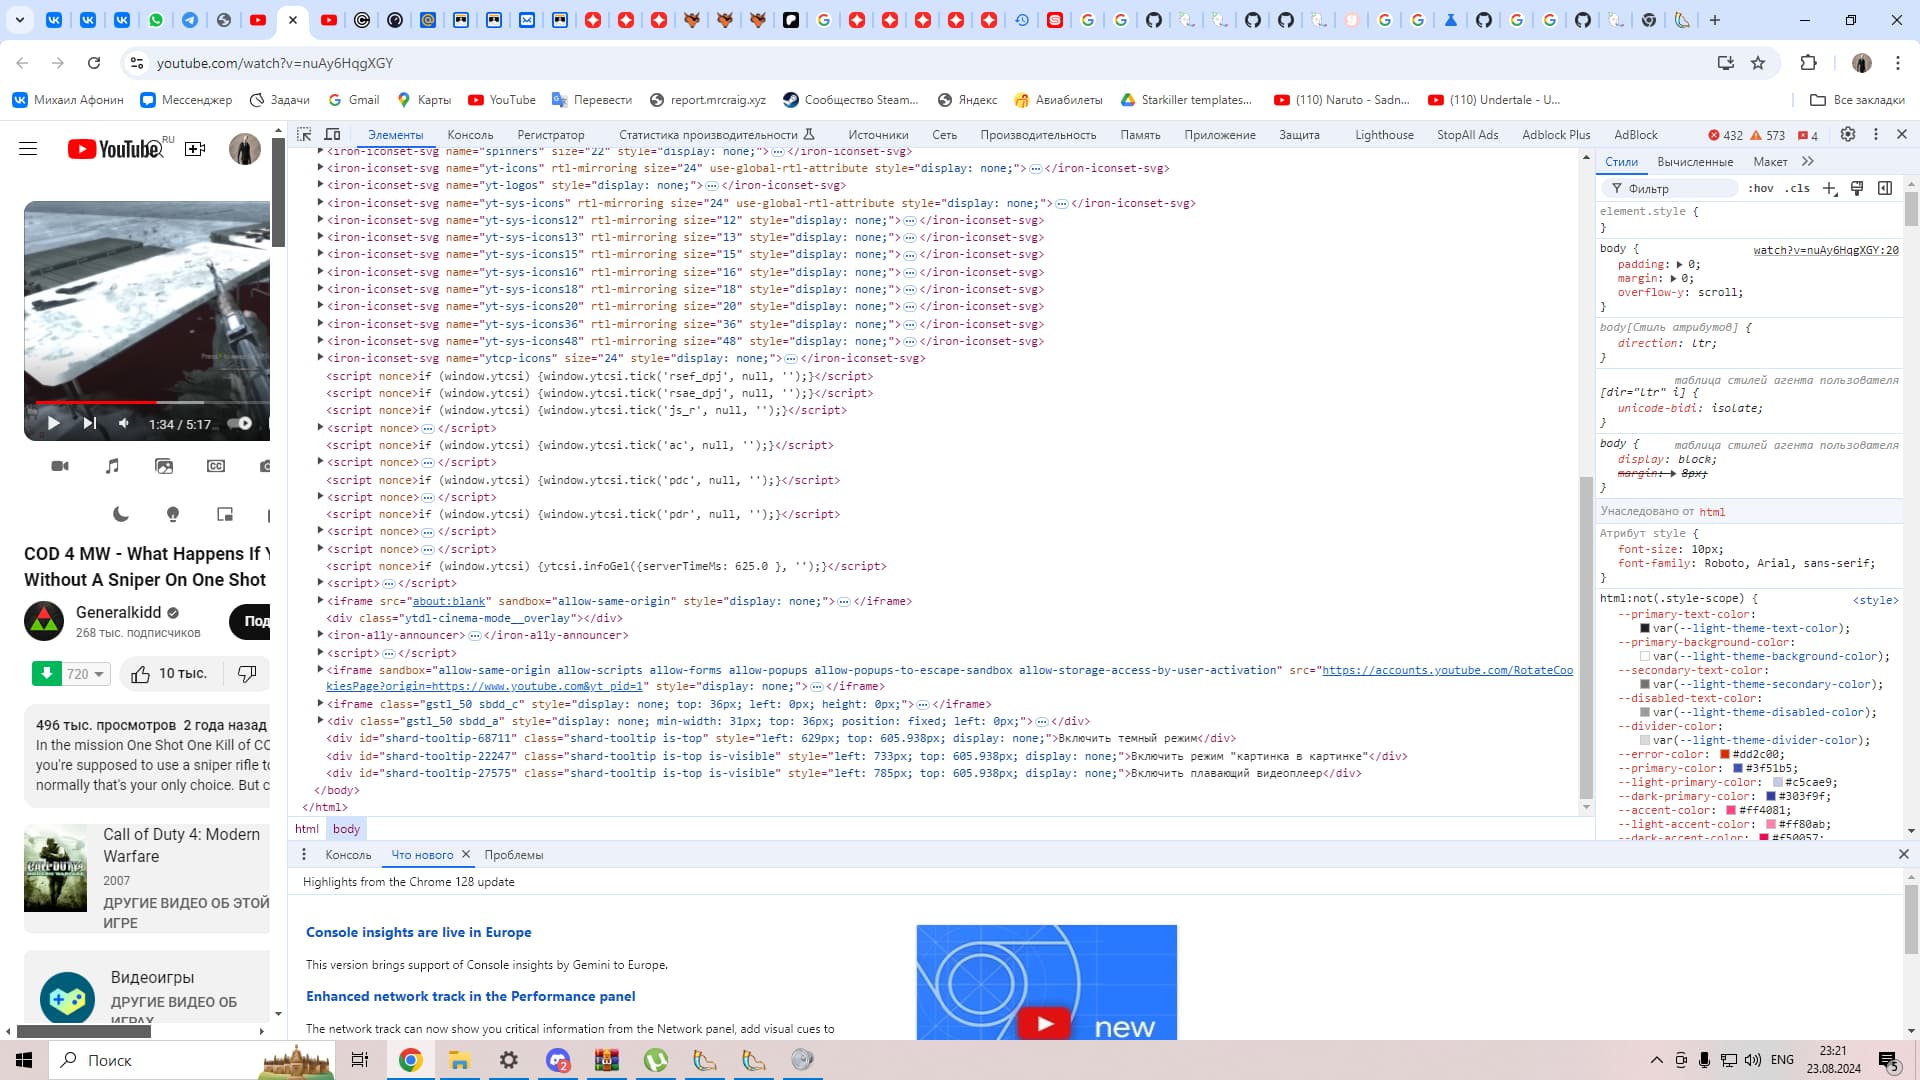 youtube.com/watch?v=nuAy6HqgXGY
Михаил Афонин
Мессенджер
Задачи
Gmail
Карты
YouTube
Перевести
report.mrcraig.xyz
Сообщество Steam...
Яндекс
Авиабилеты
Starkiller templates...
(110) Naruto - Sadn...
(110) Undertale - U...
Все закладки
YouTube RU
1:34 / 5:17
COD 4 MW - What Happens If Y
Without A Sniper On One Shot
Generalkidd
268 тыс. подписчиков
Под
720
10 тыс.
496 тыс. просмотров 2 года назад
In the mission One Shot One Kill of CO
you're supposed to use a sniper rifle to
normally that's your only choice. But c
Call of Duty 4: Modern
Warfare
2007
ДРУГИЕ ВИДЕО ОБ ЭТОЙ
ИГРЕ
Видеоигры
ДРУГИЕ ВИДЕО ОБ
ИГРАХ
Элементы
Консоль
Регистратор
Статистика производительности
Источники
Сеть
Производительность
Память
Приложение
Защита
Lighthouse
StopAll Ads
Adblock Plus
AdBlock
432
573
4
<iron-iconset-svg name="spinners" size="22" style="display: none;">…</iron-iconset-svg>
<iron-iconset-svg name="yt-icons" rtl-mirroring size="24" use-global-rtl-attribute style="display: none;">…</iron-iconset-svg>
<iron-iconset-svg name="yt-logos" style="display: none;">…</iron-iconset-svg>
<iron-iconset-svg name="yt-sys-icons" rtl-mirroring size="24" use-global-rtl-attribute style="display: none;">…</iron-iconset-svg>
<iron-iconset-svg name="yt-sys-icons12" rtl-mirroring size="12" style="display: none;">…</iron-iconset-svg>
<iron-iconset-svg name="yt-sys-icons13" rtl-mirroring size="13" style="display: none;">…</iron-iconset-svg>
<iron-iconset-svg name="yt-sys-icons15" rtl-mirroring size="15" style="display: none;">…</iron-iconset-svg>
<iron-iconset-svg name="yt-sys-icons16" rtl-mirroring size="16" style="display: none;">…</iron-iconset-svg>
<iron-iconset-svg name="yt-sys-icons18" rtl-mirroring size="18" style="display: none;">…</iron-iconset-svg>
<iron-iconset-svg name="yt-sys-icons20" rtl-mirroring size="20" style="display: none;">…</iron-iconset-svg>
<iron-iconset-svg name="yt-sys-icons36" rtl-mirroring size="36" style="display: none;">…</iron-iconset-svg>
<iron-iconset-svg name="yt-sys-icons48" rtl-mirroring size="48" style="display: none;">…</iron-iconset-svg>
<iron-iconset-svg name="ytcp-icons" size="24" style="display: none;">…</iron-iconset-svg>
<script nonce>if (window.ytcsi) {window.ytcsi.tick('rsef_dpj', null, '');}</script>
<script nonce>if (window.ytcsi) {window.ytcsi.tick('rsae_dpj', null, '');}</script>
<script nonce>if (window.ytcsi) {window.ytcsi.tick('js_r', null, '');}</script>
<script nonce>…</script>
<script nonce>if (window.ytcsi) {window.ytcsi.tick('ac', null, '');}</script>
<script nonce>…</script>
<script nonce>if (window.ytcsi) {window.ytcsi.tick('pdc', null, '');}</script>
<script nonce>…</script>
<script nonce>if (window.ytcsi) {window.ytcsi.tick('pdr', null, '');}</script>
<script nonce>…</script>
<script nonce>…</script>
<script nonce>if (window.ytcsi) {ytcsi.infoGel({serverTimeMs: 625.0 }, '');}</script>
<script>…</script>
<iframe src="about:blank" sandbox="allow-same-origin" style="display: none;">…</iframe>
<div class="ytdl-cinema-mode__overlay"></div>
<iron-a11y-announcer>…</iron-a11y-announcer>
<script>…</script>
<iframe sandbox="allow-same-origin allow-scripts allow-forms allow-popups allow-popups-to-escape-sandbox allow-storage-access-by-user-activation" src="https://accounts.youtube.com/RotateCoo
kiesPage?origin=https://www.youtube.com&yt_pid=1" style="display: none;">…</iframe>
<iframe class="gstl_50 sbdd_c" style="display: none; top: 36px; left: 0px; height: 0px;">…</iframe>
<div class="gstl_50 sbdd_a" style="display: none; min-width: 31px; top: 36px; position: fixed; left: 0px;">…</div>
<div id="shard-tooltip-68711" class="shard-tooltip is-top" style="left: 629px; top: 605.938px; display: none;">Включить темный режим</div>
<div id="shard-tooltip-22247" class="shard-tooltip is-top is-visible" style="left: 733px; top: 605.938px; display: none;">Включить режим "картинка в картинке"</div>
<div id="shard-tooltip-27575" class="shard-tooltip is-top is-visible" style="left: 785px; top: 605.938px; display: none;">Включить плавающий видеоплеер</div>
</body>
</html>
html
body
Консоль
Что нового
Проблемы
Highlights from the Chrome 128 update
Console insights are live in Europe
This version brings support of Console insights by Gemini to Europe.
Enhanced network track in the Performance panel
The network track can now show you critical information from the Network panel, add visual cues to
new
Стили
Вычисленные
Макет
Фильтр
:hov
.cls
element.style {
}
body { watch?v=nuAy6HqgXGY:20
padding: 0;
margin: 0;
overflow-y: scroll;
}
body[Стиль атрибутов] {
direction: ltr;
}
таблица стилей агента пользователя
[dir="ltr" i] {
unicode-bidi: isolate;
}
body { таблица стилей агента пользователя
display: block;
margin: 8px;
}
Унаследовано от html
Атрибут style {
font-size: 10px;
font-family: Roboto, Arial, sans-serif;
}
html:not(.style-scope) { <style>
--primary-text-color:
var(--light-theme-text-color);
--primary-background-color:
var(--light-theme-background-color);
--secondary-text-color:
var(--light-theme-secondary-color);
--disabled-text-color:
var(--light-theme-disabled-color);
--divider-color:
var(--light-theme-divider-color);
--error-color: #dd2c00;
--primary-color: #3f51b5;
--light-primary-color: #c5cae9;
--dark-primary-color: #303f9f;
--accent-color: #ff4081;
--light-accent-color: #ff80ab;
--dark-accent-color: #f50057;
Поиск
2
ENG
23:21
23.08.2024
5